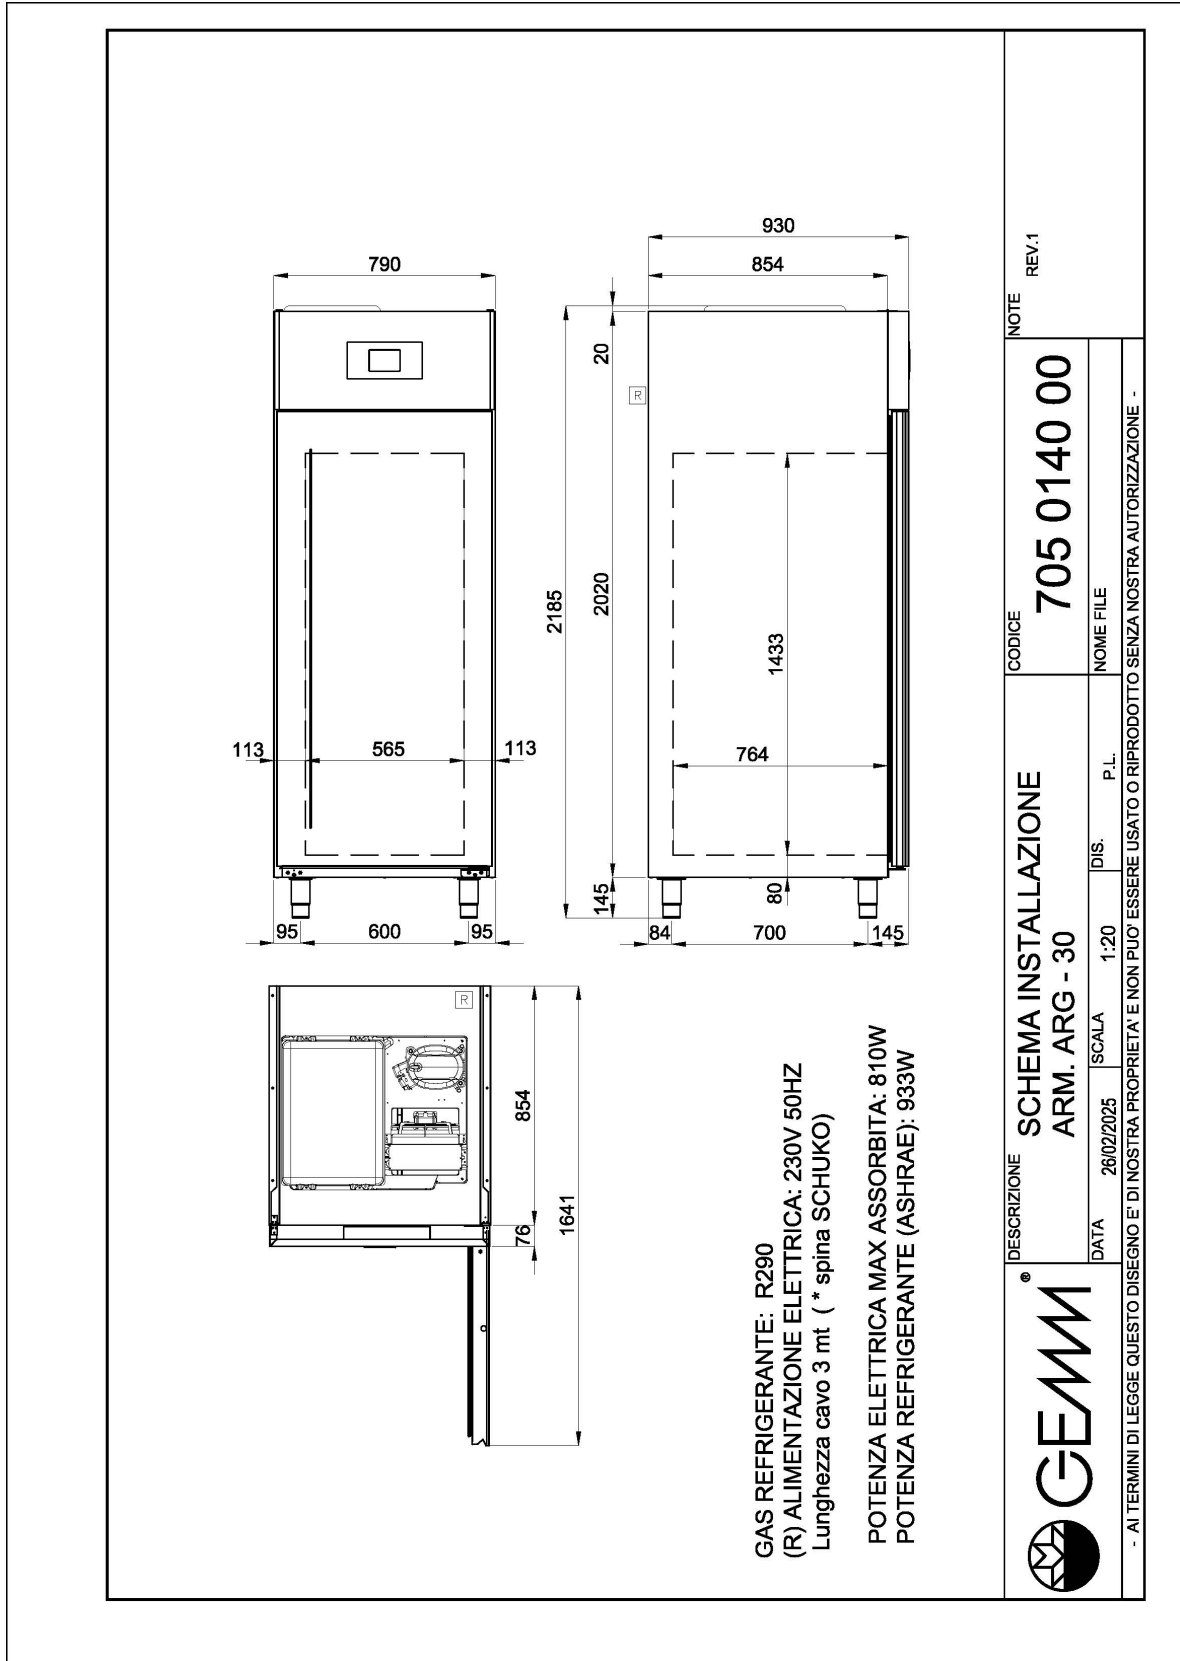 790
930
854
20
R
2185
2020
1433
113
565
113
764
145
80
95
600
95
84
700
145
R
854
76
1641
GAS REFRIGERANTE: R290
(R) ALIMENTAZIONE ELETTRICA: 230V 50HZ
Lunghezza cavo 3 mt ( * spina SCHUKO)
POTENZA ELETTRICA MAX ASSORBITA: 810W
POTENZA REFRIGERANTE (ASHRAE): 933W
GEMM ®
DESCRIZIONE
SCHEMA INSTALLAZIONE
ARM. ARG - 30
CODICE
705 0140 00
NOTE
REV.1
DATA
26/02/2025
SCALA
1:20
DIS.
P.L.
NOME FILE
- AI TERMINI DI LEGGE QUESTO DISEGNO E' DI NOSTRA PROPRIETA' E NON PUO' ESSERE USATO O RIPRODOTTO SENZA NOSTRA AUTORIZZAZIONE -